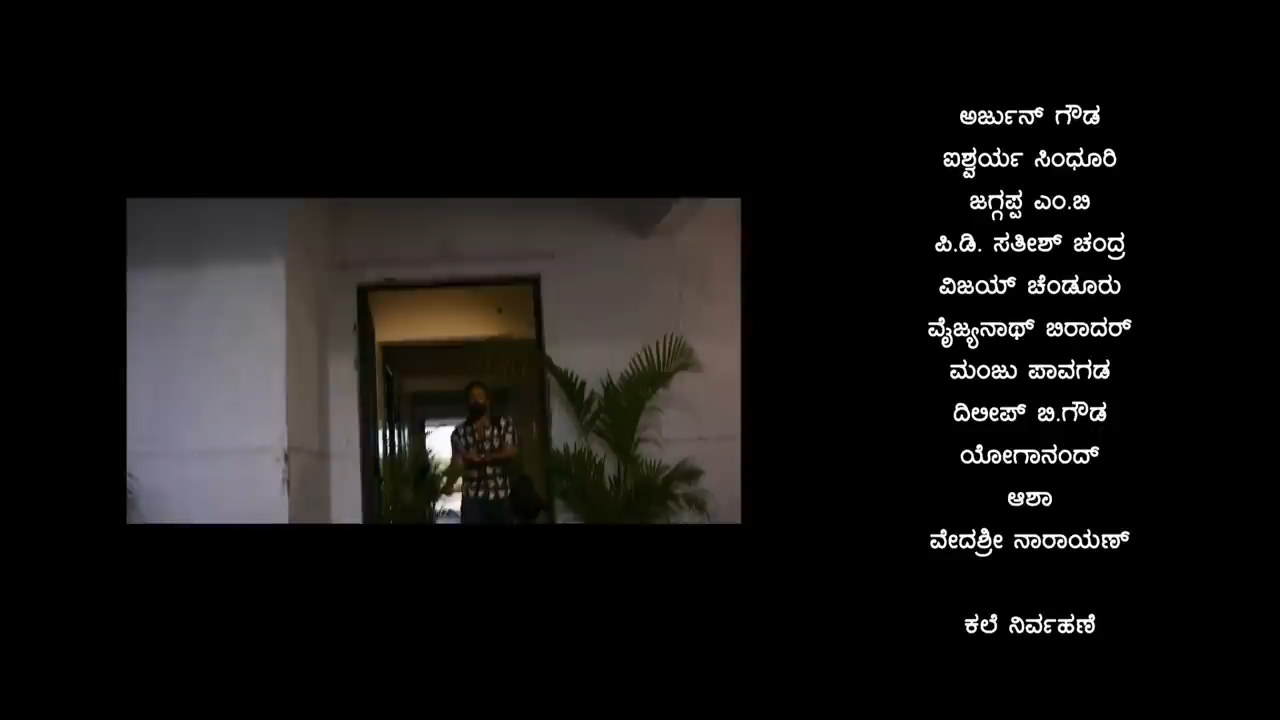 ಅರ್ಜುನ್ ಗೌಡ
ಐಶ್ವರ್ಯ ಸಿಂಧೂರಿ
ಜಗ್ಗಪ್ಪ ಎಂ.ಬಿ
ಪಿ.ಡಿ. ಸತೀಶ್ ಚಂದ್ರ
ವಿಜಯ್ ಚೆಂಡೂರು
ವೈಜ್ಯನಾಥ್ ಬಿರಾದರ್
ಮಂಜು ಪಾವಗಡ
ದಿಲೀಪ್ ಬಿ.ಗೌಡ
ಯೋಗಾನಂದ್
ಆಶಾ
ವೇದಶ್ರೀ ನಾರಾಯಣ್
ಕಲೆ ನಿರ್ವಹಣೆ